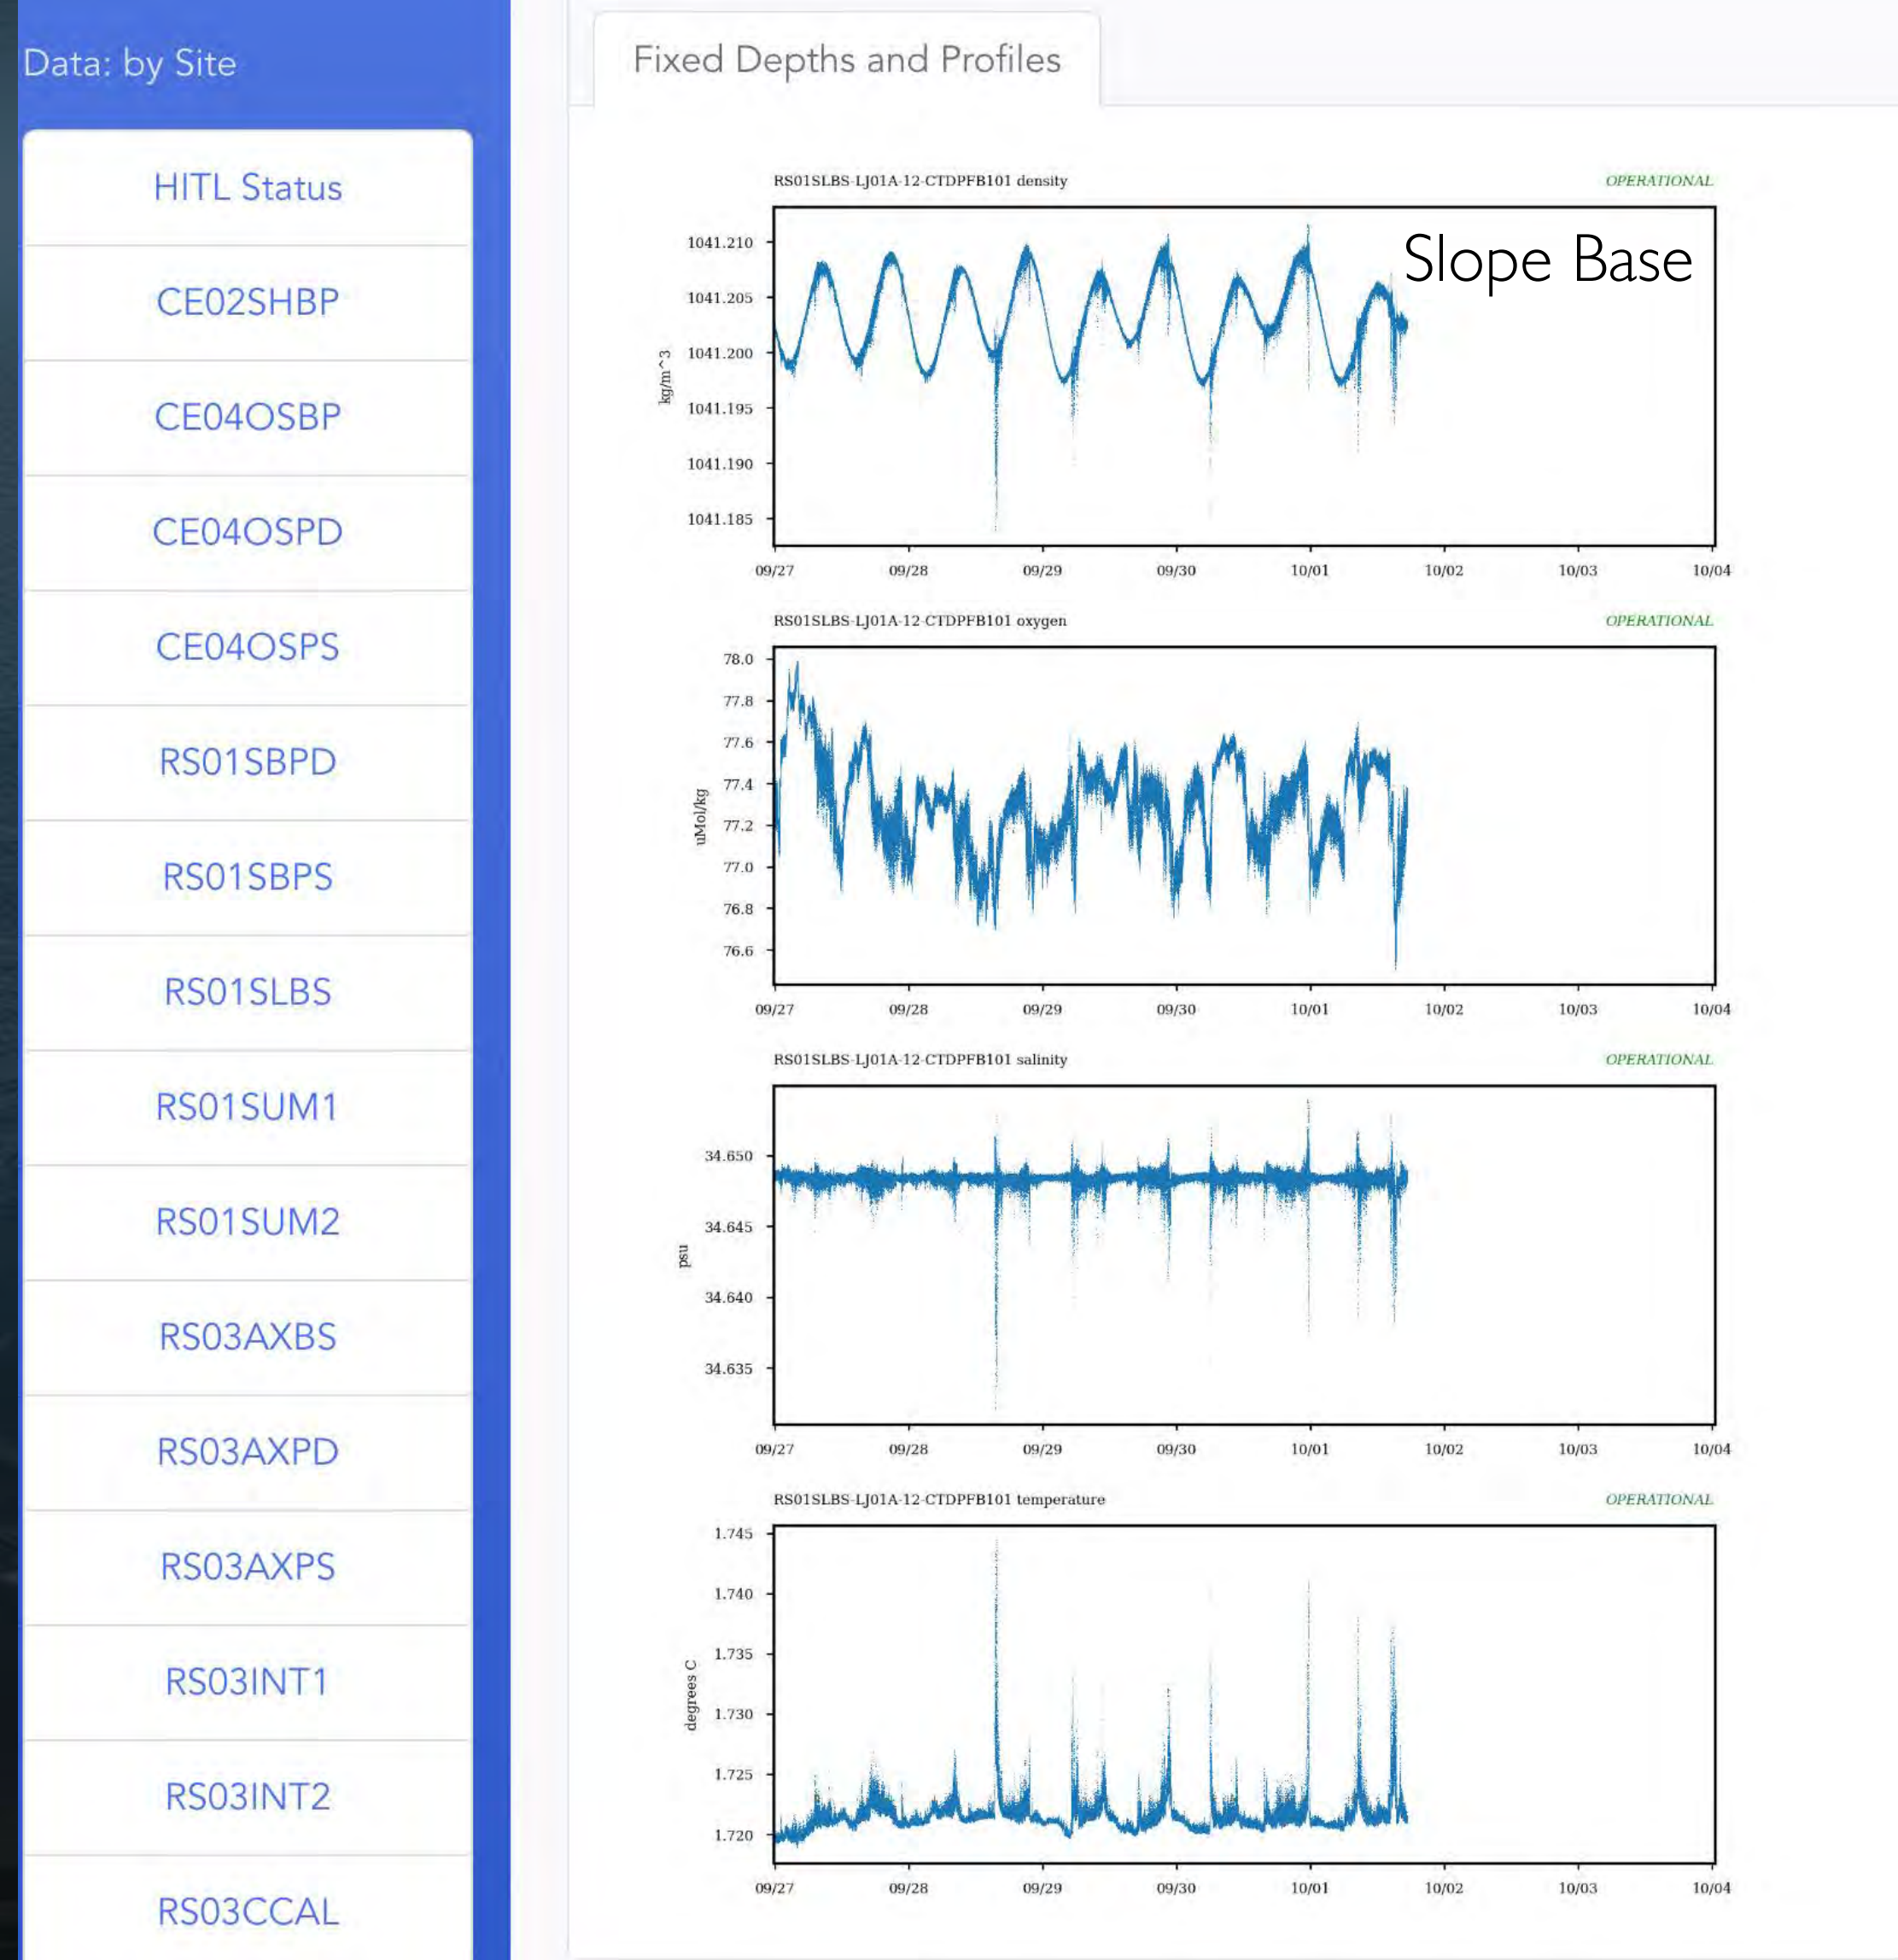 Data: by Site
HITL Status
CE02SHBP
CE04OSBP
CE04OSPD
CE04OSPS
RS01SBPD
RS01SBPS
RS01SLBS
RS01SUM1
RS01SUM2
RS03AXBS
RS03AXPD
RS03AXPS
RS03INT1
RS03INT2
RS03CCAL
Fixed Depths and Profiles
RS01SLBS-LJ01A-12-CTDPFB101 density OPERATIONAL
Slope Base
kg/m^3
1041.210
1041.205
1041.200
1041.195
1041.190
1041.185
09/27 09/28 09/29 09/30 10/01 10/02 10/03 10/04
RS01SLBS-LJ01A-12-CTDPFB101 oxygen OPERATIONAL
uMol/kg
78.0
77.8
77.6
77.4
77.2
77.0
76.8
76.6
09/27 09/28 09/29 09/30 10/01 10/02 10/03 10/04
RS01SLBS-LJ01A-12-CTDPFB101 salinity OPERATIONAL
psu
34.650
34.645
34.640
34.635
09/27 09/28 09/29 09/30 10/01 10/02 10/03 10/04
RS01SLBS-LJ01A-12-CTDPFB101 temperature OPERATIONAL
degrees C
1.745
1.740
1.735
1.730
1.725
1.720
09/27 09/28 09/29 09/30 10/01 10/02 10/03 10/04